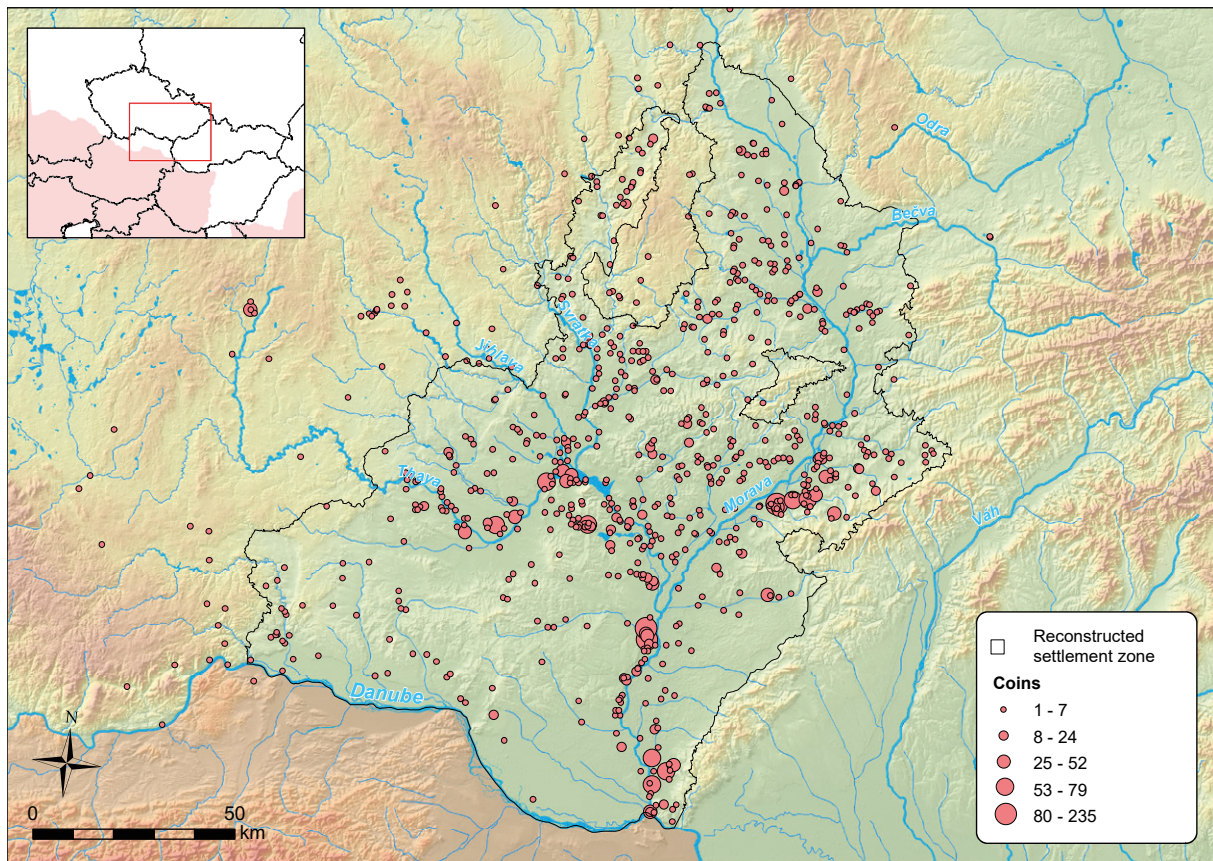 Odra
Bečva
Svratka
Jihlava
Thaya
Morava
Váh
Danube
N
0 50
km
Reconstructed
settlement zone
Coins
1 - 7
8 - 24
25 - 52
53 - 79
80 - 235